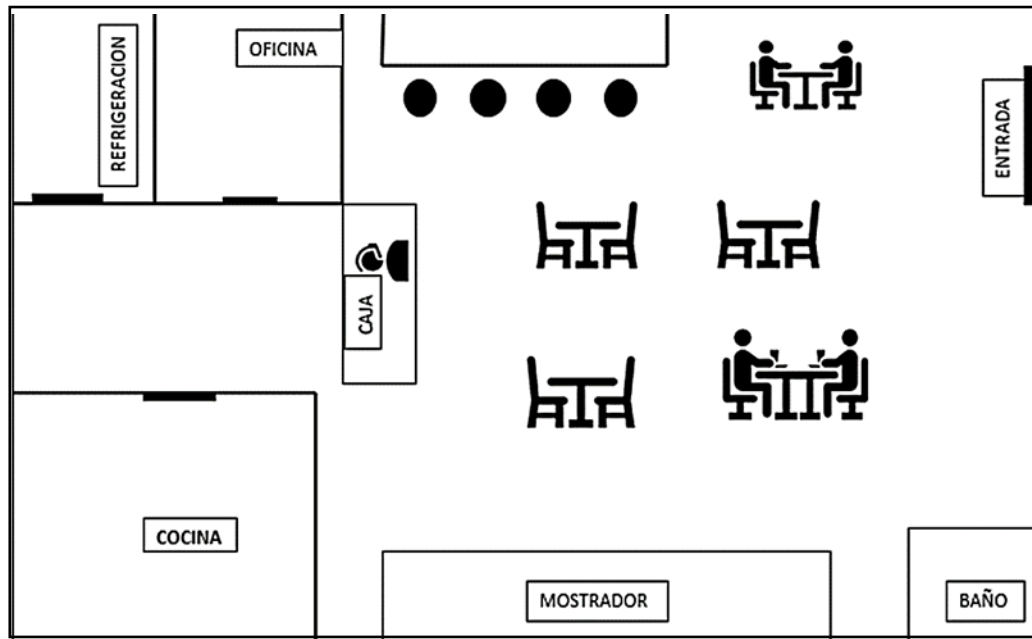 REFRIGERACION
OFICINA
ENTRADA
CAJA
COCINA
MOSTRADOR
BAÑO